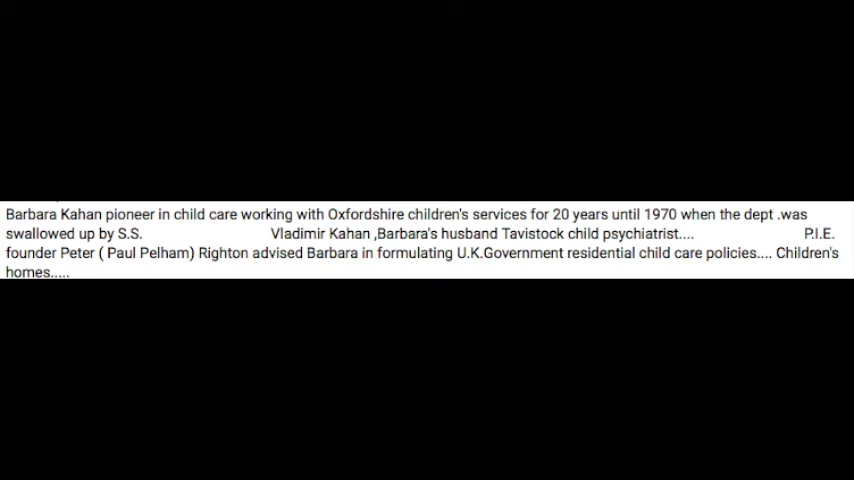 Barbara Kahan pioneer in child care working with Oxfordshire children's services for 20 years until 1970 when the dept .was
swallowed up by S.S. Vladimir Kahan ,Barbara's husband Tavistock child psychiatrist.... P.I.E.
founder Peter ( Paul Pelham) Righton advised Barbara in formulating U.K.Government residential child care policies.... Children's
homes.....